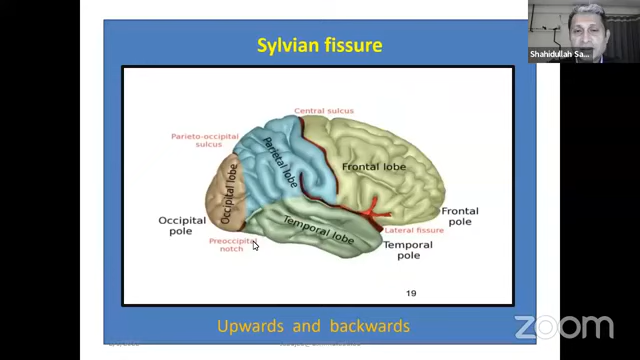 Sylvian fissure
Shahidullah Sa...
Central sulcus
Parieto-occipital
sulcus
Parietal lobe
Frontal lobe
Occipital lobe
Temporal lobe
Occipital
pole
Frontal
pole
Preoccipital
notch
Lateral fissure
Temporal
pole
19
Upwards and backwards
zoom